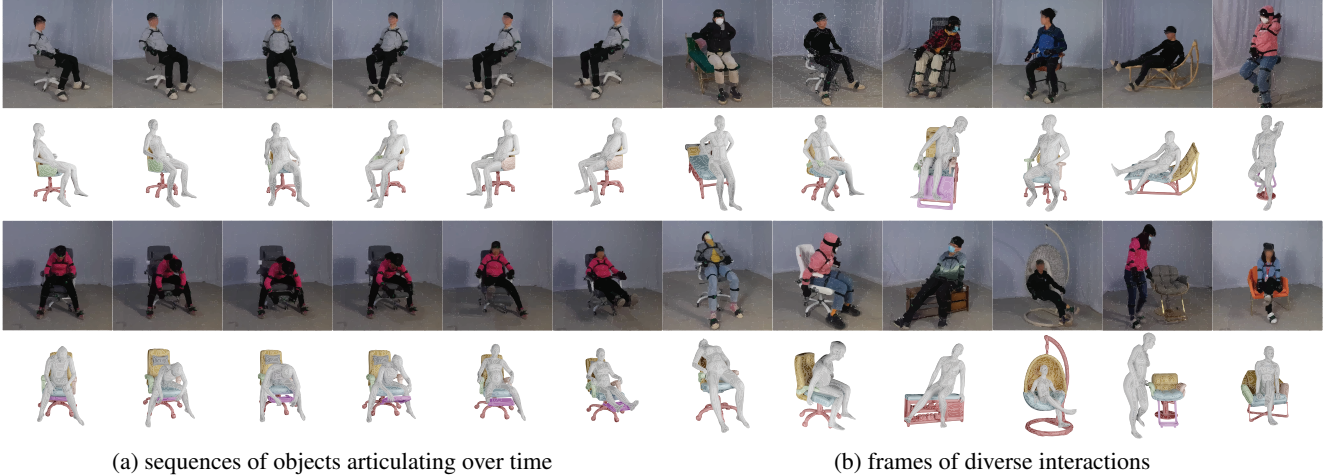 (a) sequences of objects articulating over time
(b) frames of diverse interactions